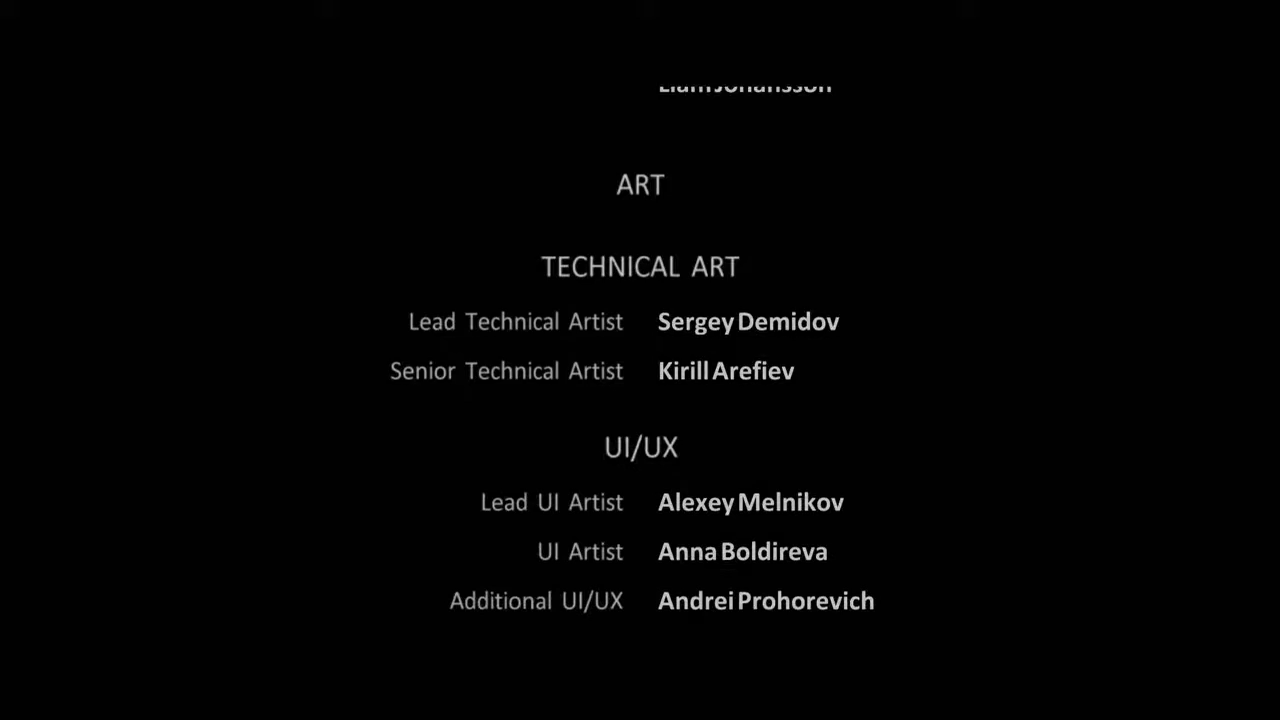 Johansson
ART
TECHNICAL ART
Lead Technical Artist Sergey Demidov
Senior Technical Artist Kirill Arefiev
UI/UX
Lead UI Artist Alexey Melnikov
UI Artist Anna Boldireva
Additional UI/UX Andrei Prohorevich